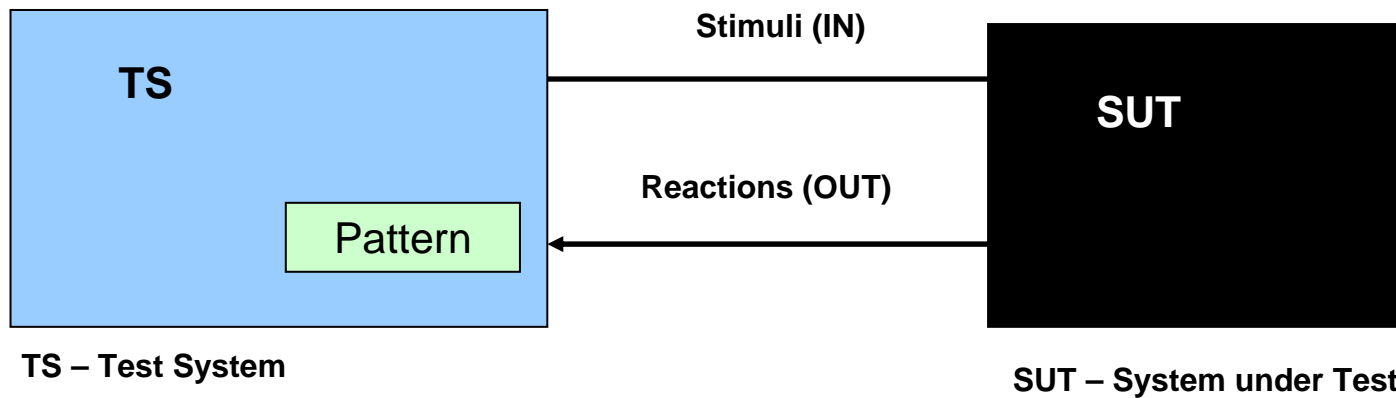 Stimuli (IN)
TS
SUT
Reactions (OUT)
Pattern
TS – Test System
SUT – System under Test